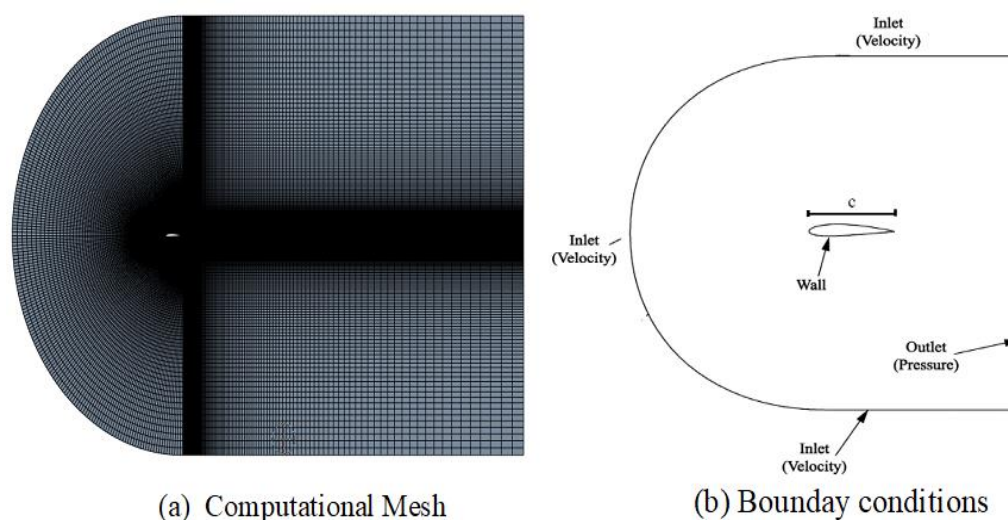 Inlet
(Velocity)
c
Inlet
(Velocity)
Wall
Outlet
(Pressure)
Inlet
(Velocity)
(a) Computational Mesh
(b) Bounday conditions